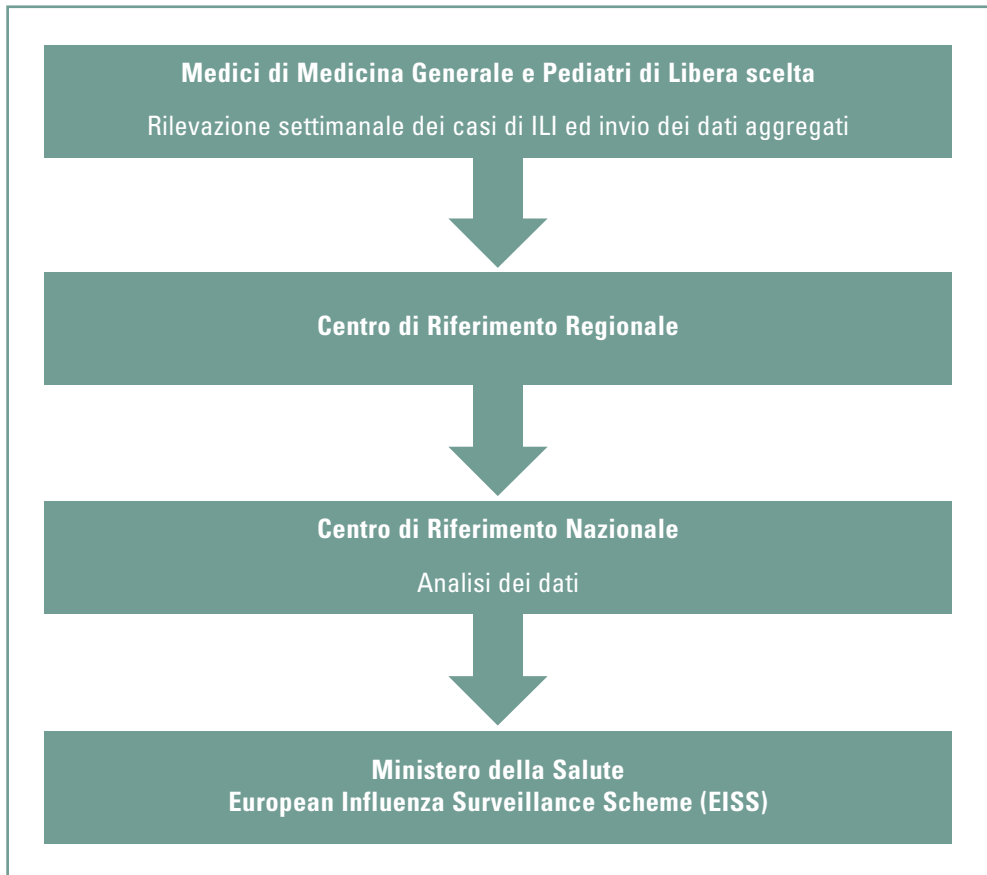 Medici di Medicina Generale e Pediatri di Libera scelta
Rilevazione settimanale dei casi di ILI ed invio dei dati aggregati
Centro di Riferimento Regionale
Centro di Riferimento Nazionale
Analisi dei dati
Ministero della Salute
European Influenza Surveillance Scheme (EISS)